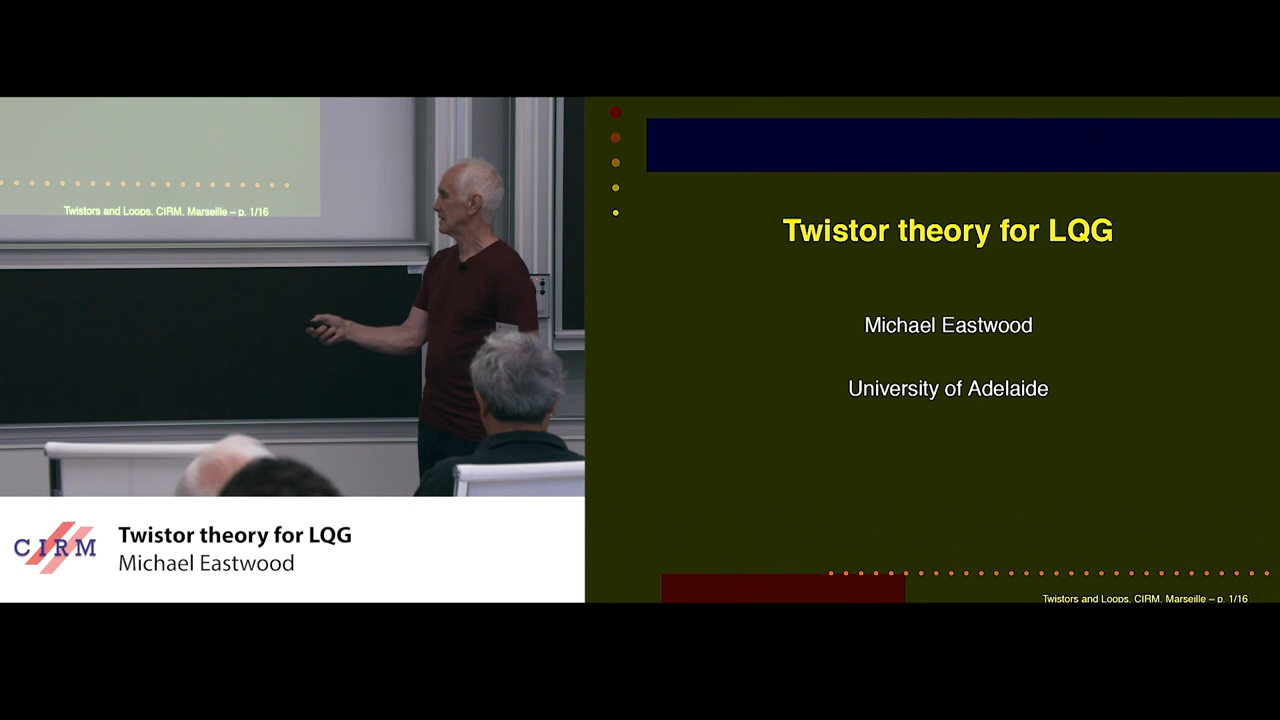 Twistors and Loops, CIRM, Marseille – p. 1/16
CIRM
Twistor theory for LQG
Michael Eastwood
Twistor theory for LQG
Michael Eastwood
University of Adelaide
Twistors and Loops, CIRM, Marseille – p. 1/16